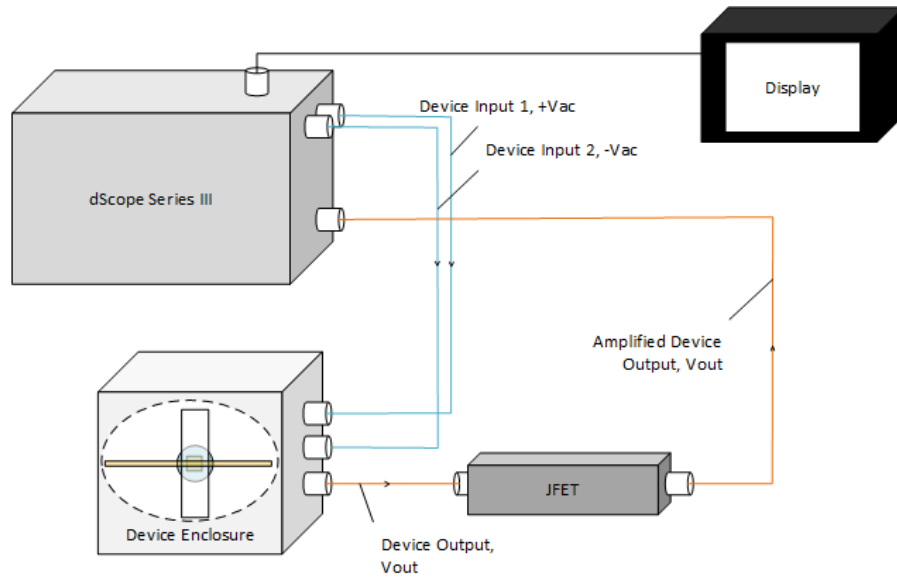 Display
Device Input 1, +Vac
Device Input 2, -Vac
dScope Series III
Amplified Device
Output, Vout
JFET
Device Enclosure
Device Output,
Vout